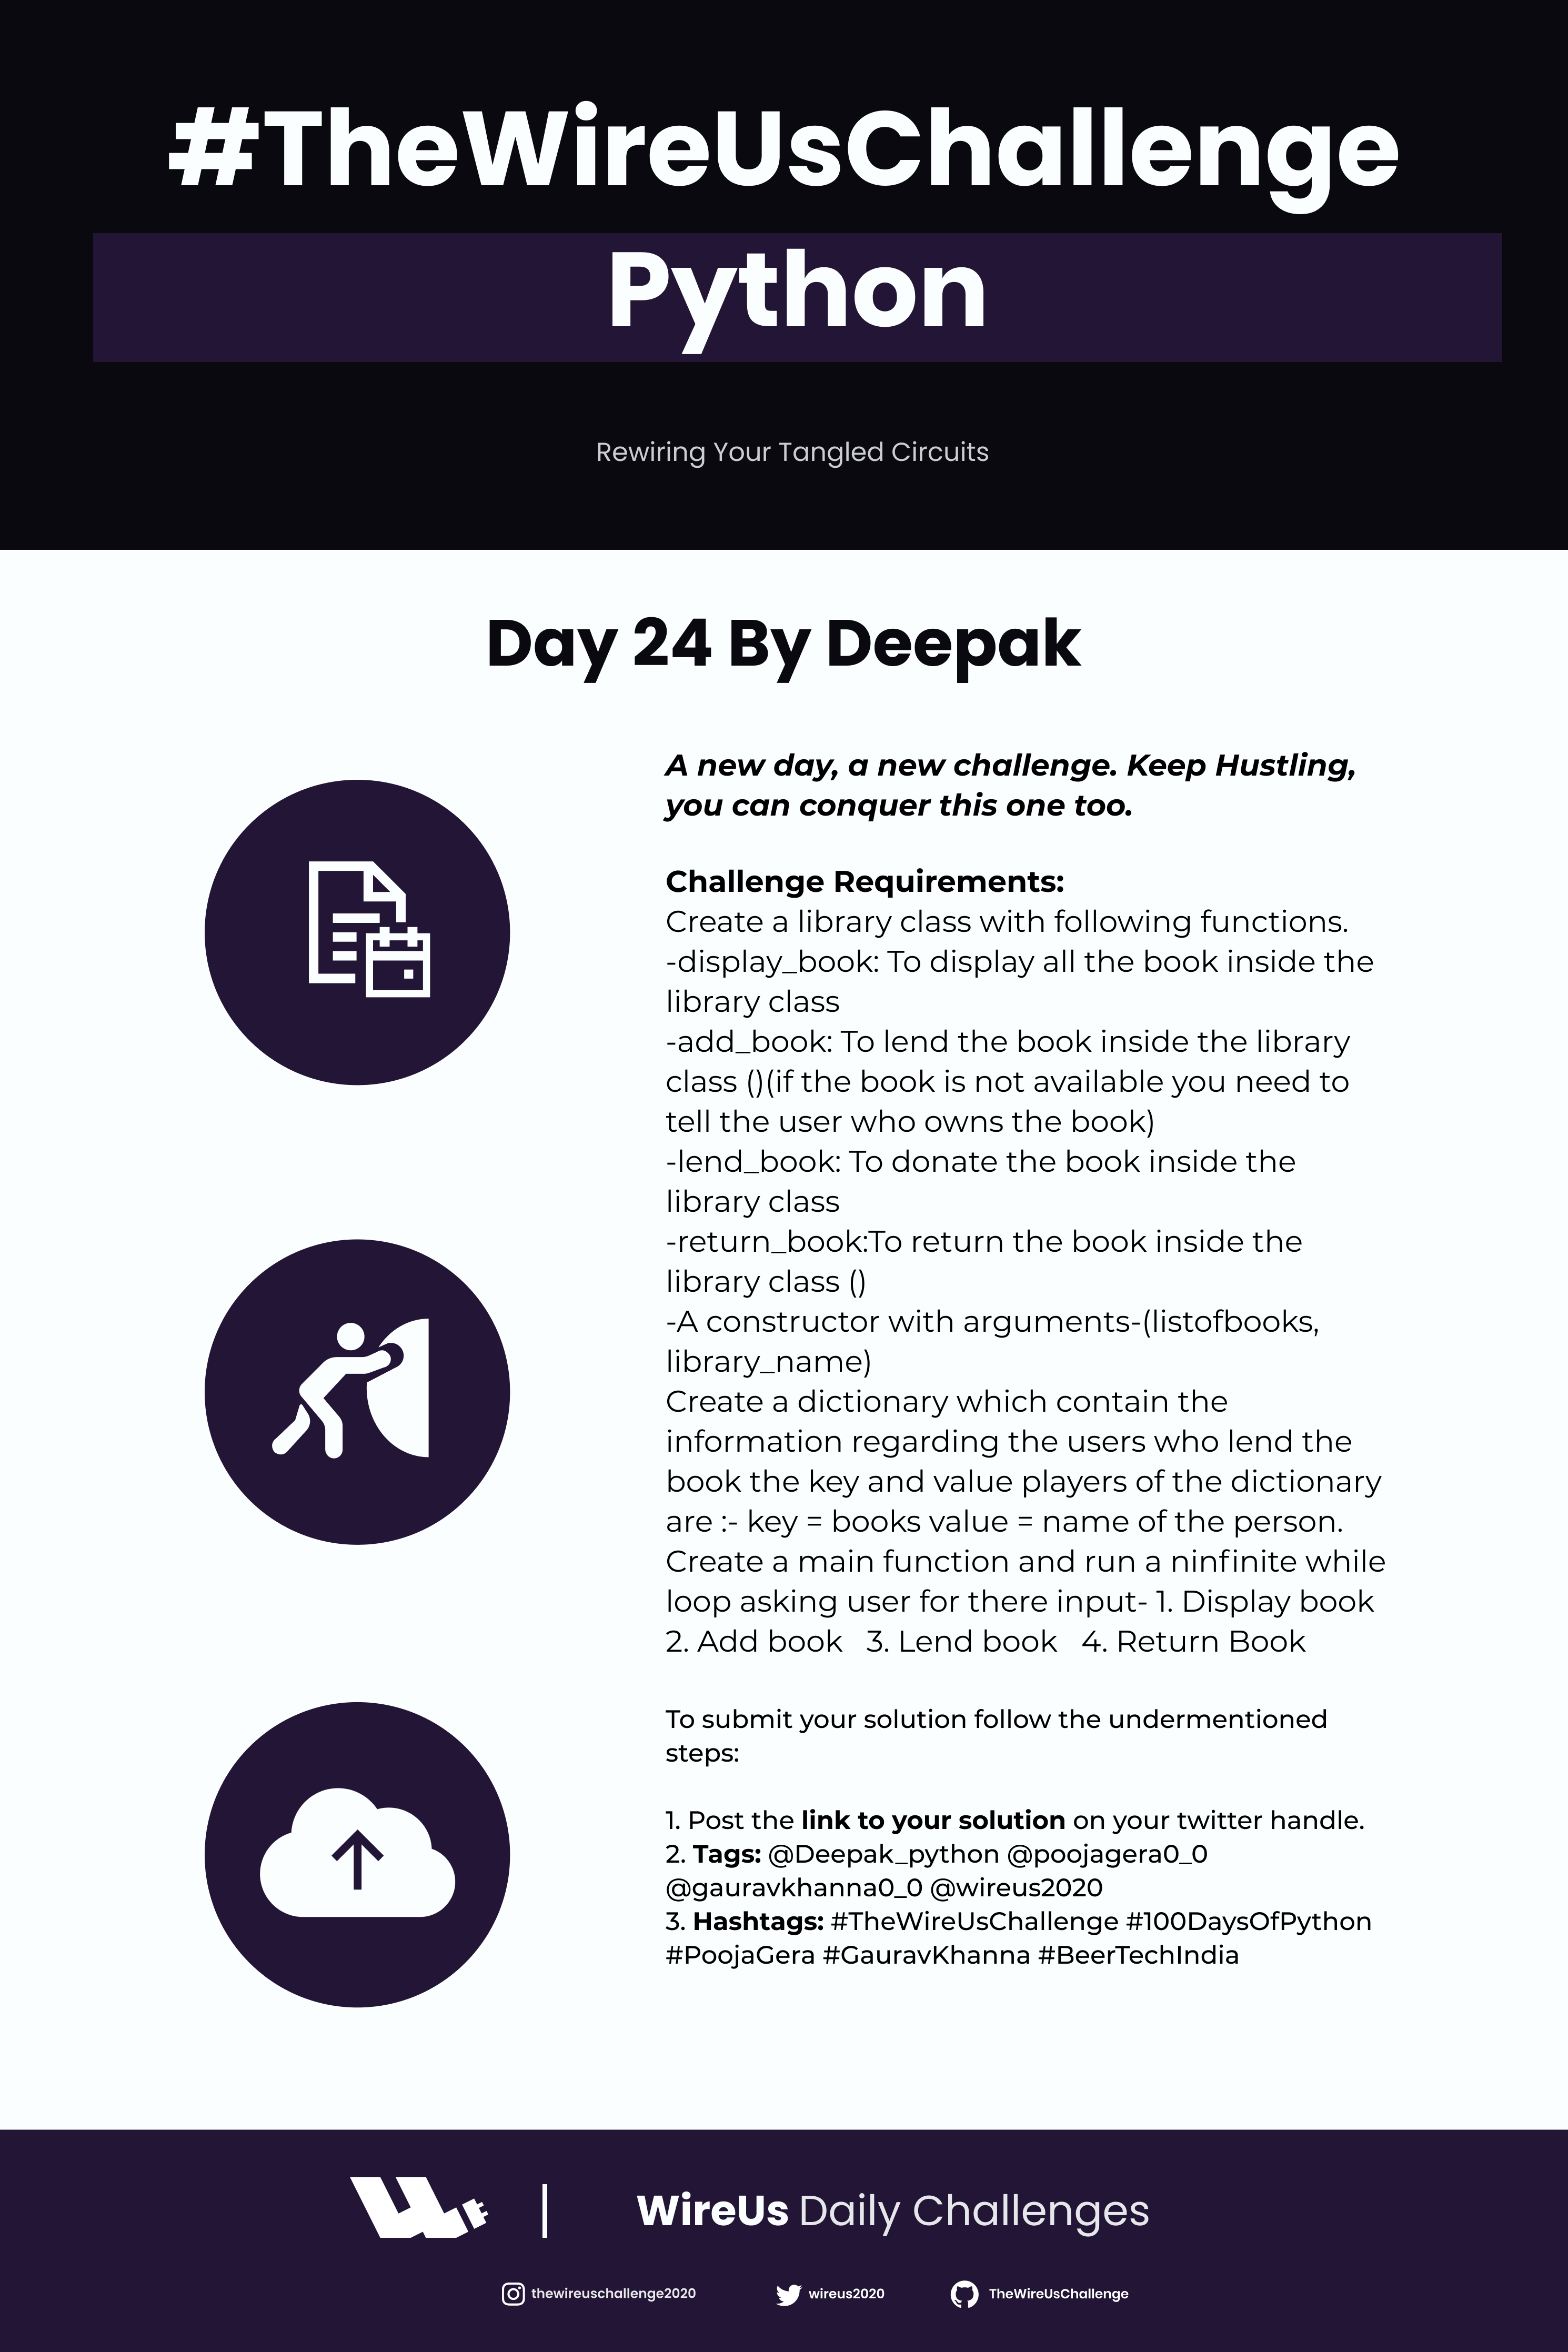 #TheWireUsChallenge
Python
Rewiring Your Tangled Circuits
Day 24 By Deepak
A new day, a new challenge. Keep Hustling,
you can conquer this one too.
Challenge Requirements:
Create a library class with following functions.
-display_book: To display all the book inside the
library class
-add_book: To lend the book inside the library
class ()(if the book is not available you need to
tell the user who owns the book)
-lend_book: To donate the book inside the
library class
-return_book:To return the book inside the
library class ()
-A constructor with arguments-(listofbooks,
library_name)
Create a dictionary which contain the
information regarding the users who lend the
book the key and value players of the dictionary
are :- key = books value = name of the person.
Create a main function and run a ninfinite while
loop asking user for there input- 1. Display book
2. Add book   3. Lend book   4. Return Book
To submit your solution follow the undermentioned
steps:
1. Post the link to your solution on your twitter handle.
2. Tags: @Deepak_python @poojagera0_0
@gauravkhanna0_0 @wireus2020
3. Hashtags: #TheWireUsChallenge #100DaysOfPython
#PoojaGera #GauravKhanna #BeerTechIndia
WireUs Daily Challenges
thewireuschallenge2020 wireus2020 TheWireUsChallenge